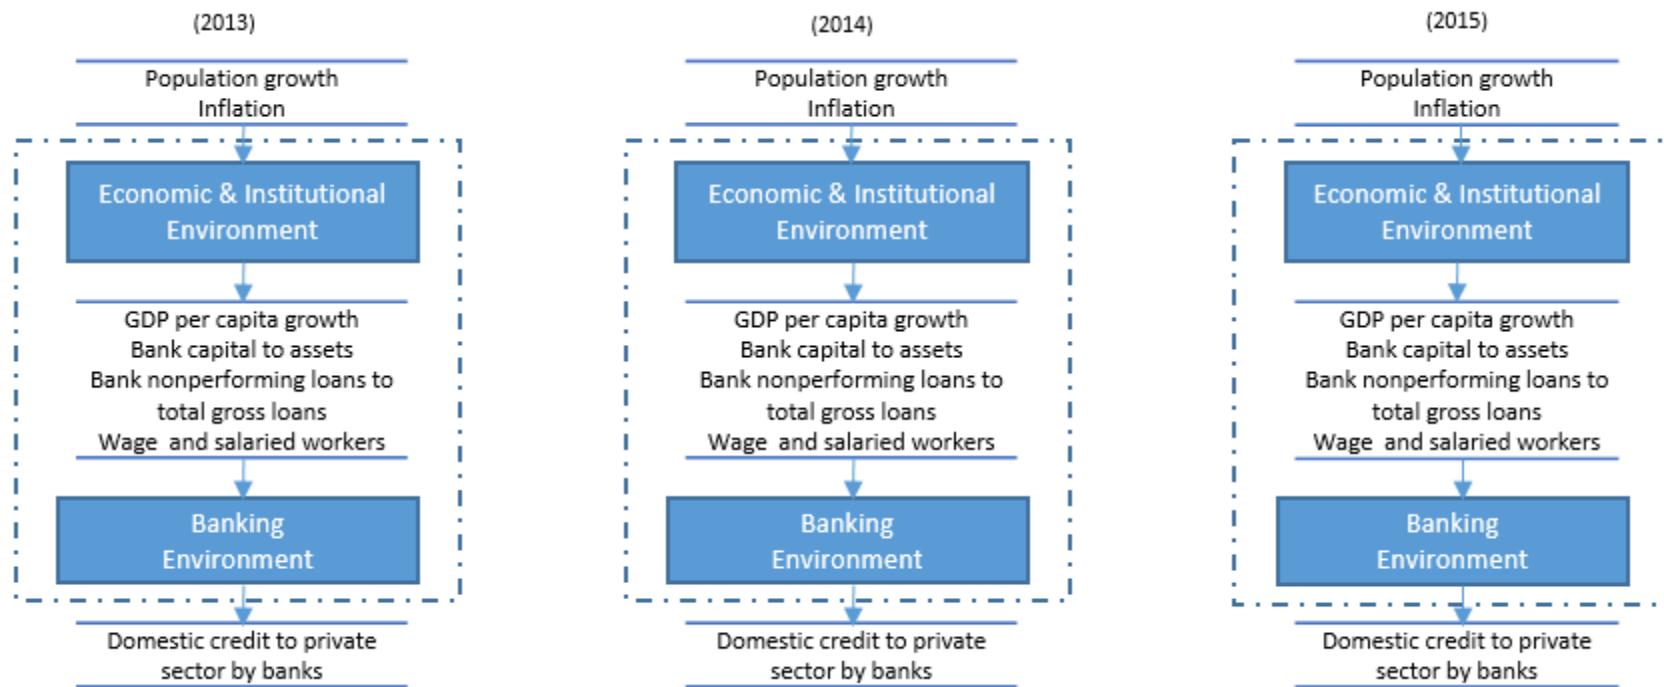 (2013)
Population growth
Inflation
Economic & Institutional
Environment
GDP per capita growth
Bank capital to assets
Bank nonperforming loans to
total gross loans
Wage and salaried workers
Banking
Environment
Domestic credit to private
sector by banks
(2014)
Population growth
Inflation
Economic & Institutional
Environment
GDP per capita growth
Bank capital to assets
Bank nonperforming loans to
total gross loans
Wage and salaried workers
Banking
Environment
Domestic credit to private
sector by banks
(2015)
Population growth
Inflation
Economic & Institutional
Environment
GDP per capita growth
Bank capital to assets
Bank nonperforming loans to
total gross loans
Wage and salaried workers
Banking
Environment
Domestic credit to private
sector by banks